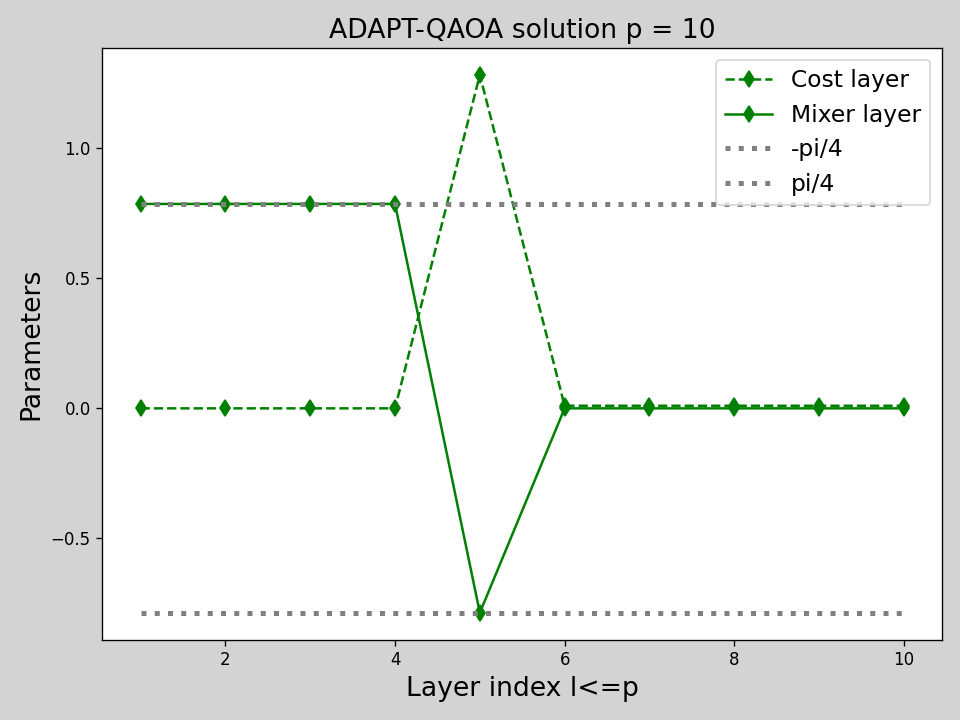 ADAPT-QAOA solution p = 10
Cost layer
Mixer layer
-pi/4
pi/4
Parameters
1.0
0.5
0.0
−0.5
2 4 6 8 10
Layer index l<=p